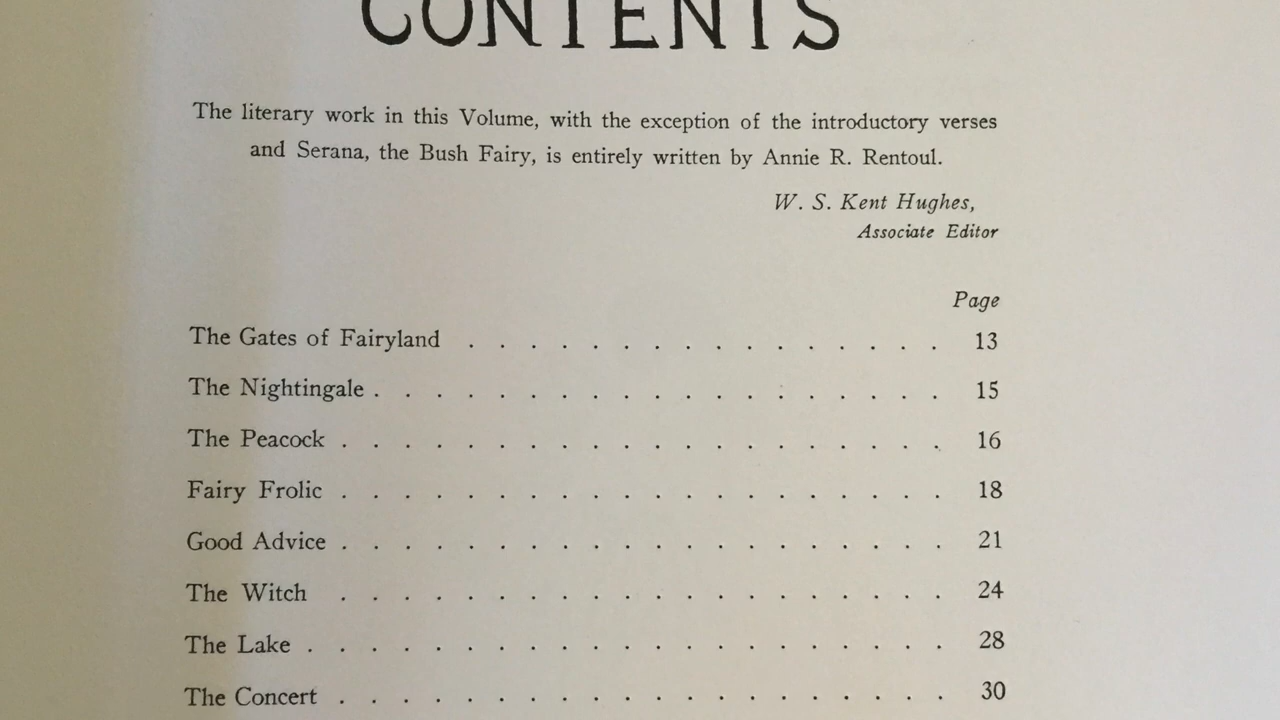 CONTENTS
The literary work in this Volume, with the exception of the introductory verses
and Serana, the Bush Fairy, is entirely written by Annie R. Rentoul.
W. S. Kent Hughes,
Associate Editor
Page
The Gates of Fairyland . . . . . . . . . . . . . . . . 13
The Nightingale . . . . . . . . . . . . . . . . . . . 15
The Peacock . . . . . . . . . . . . . . . . . . . . 16
Fairy Frolic . . . . . . . . . . . . . . . . . . . . 18
Good Advice . . . . . . . . . . . . . . . . . . . . 21
The Witch . . . . . . . . . . . . . . . . . . . . 24
The Lake . . . . . . . . . . . . . . . . . . . . . 28
The Concert . . . . . . . . . . . . . . . . . . . . 30